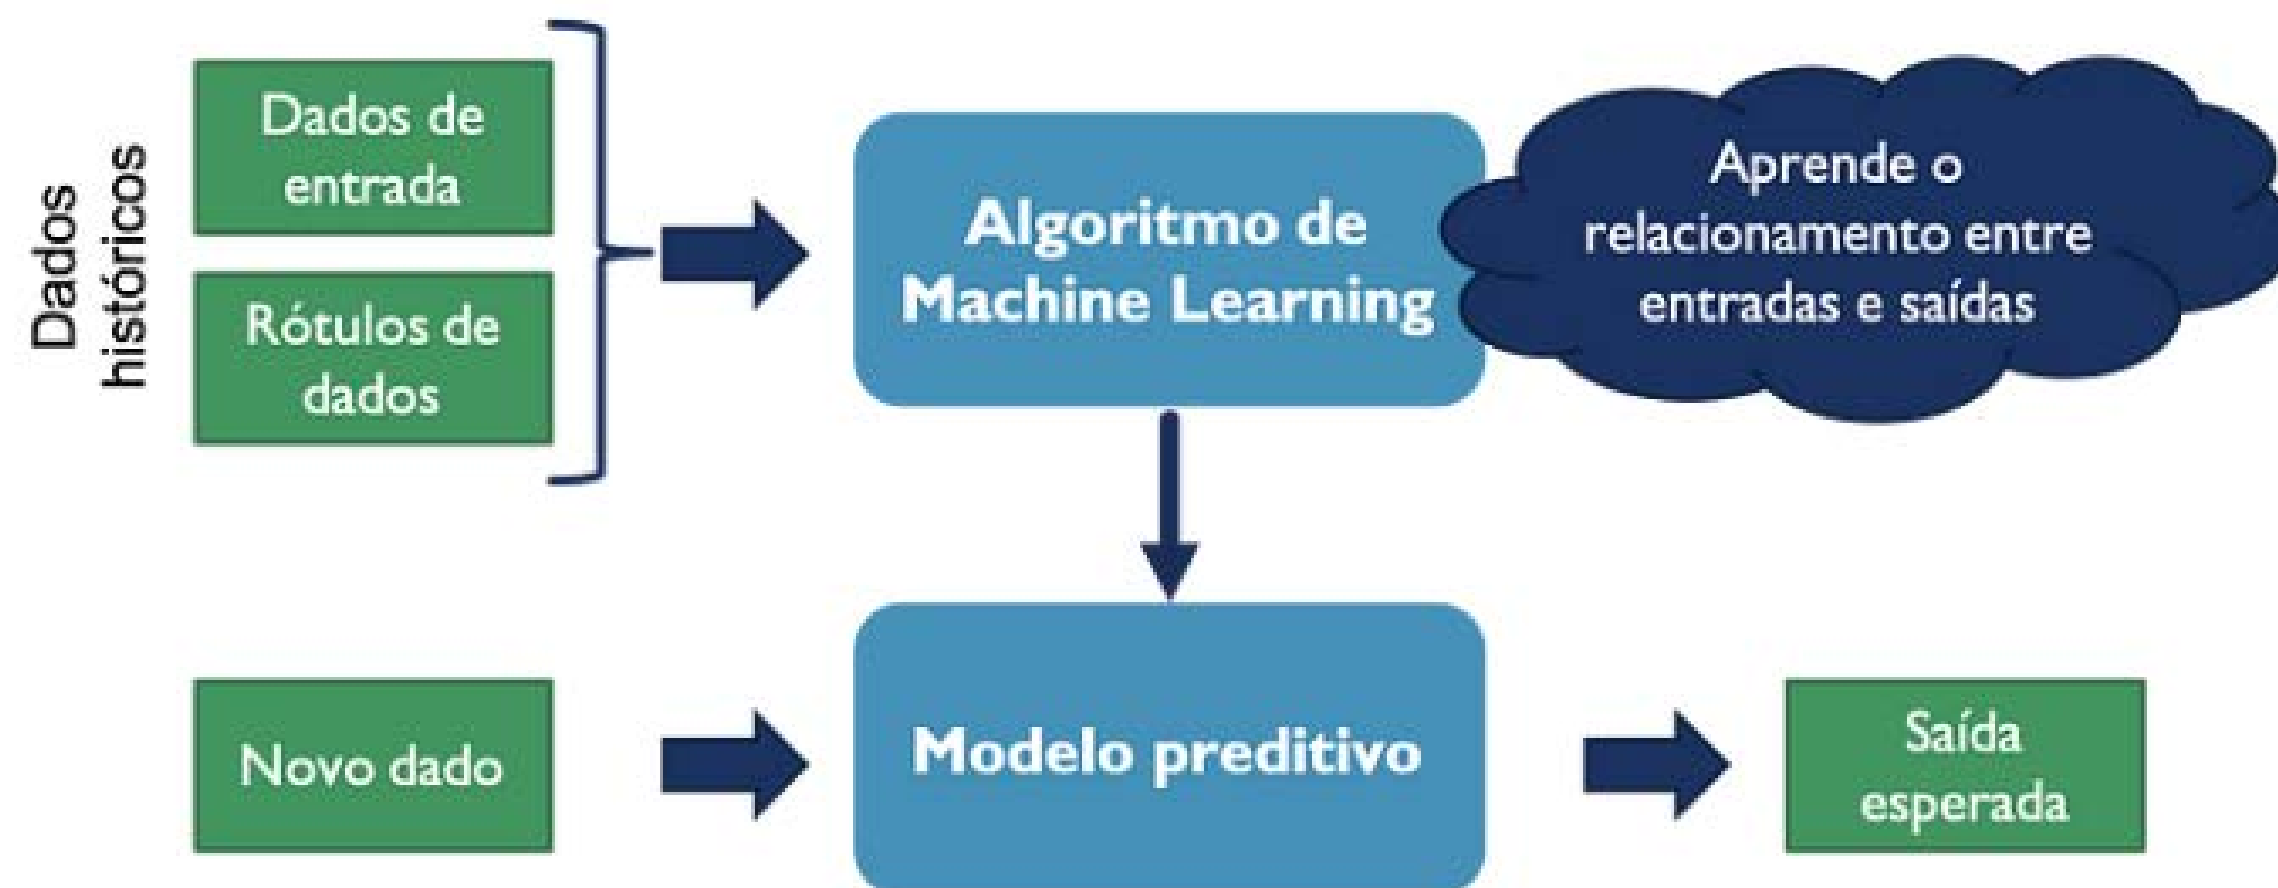 Dados
históricos
Dados de
entrada
Rótulos de
dados
Algoritmo de
Machine Learning
Aprende o
relacionamento entre
entradas e saídas
Novo dado
Modelo preditivo
Saída
esperada